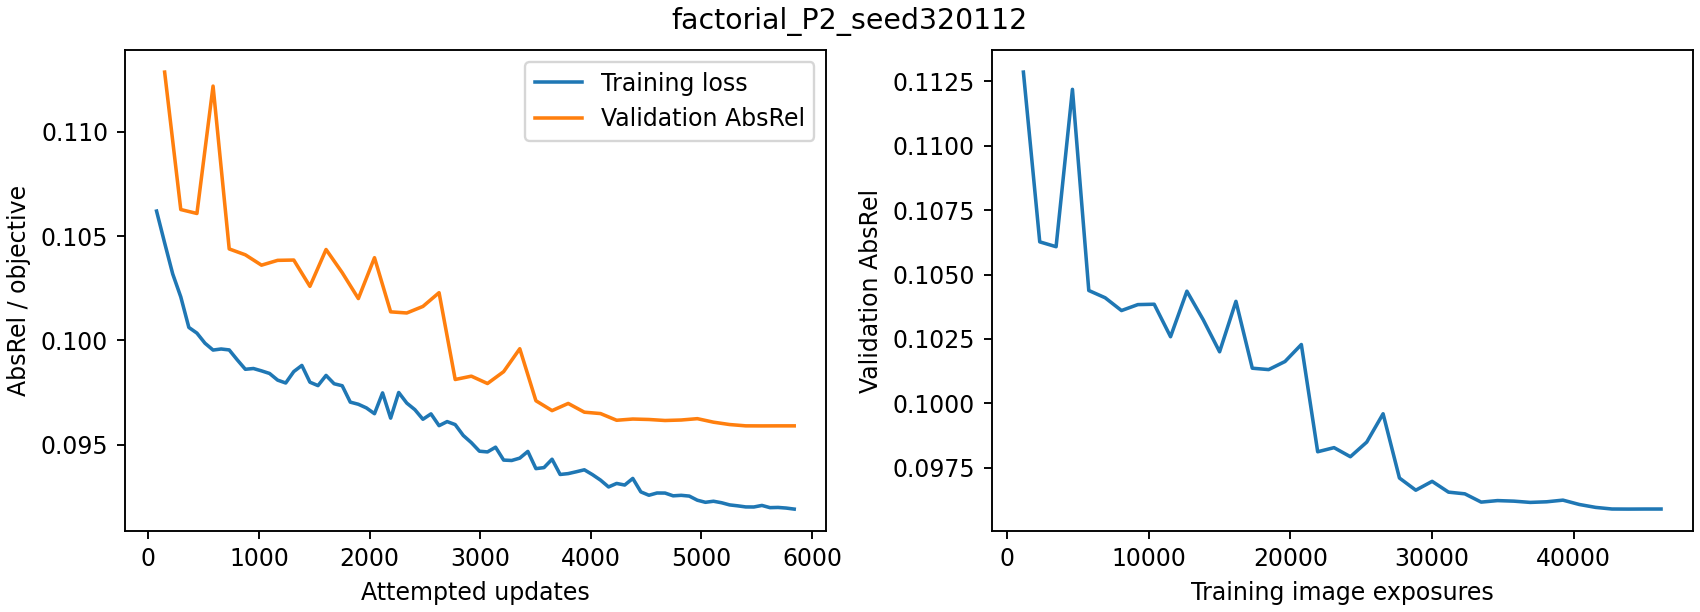 factorial_P2_seed320112
AbsRel / objective
0.110
0.105
0.100
0.095
Training loss
Validation AbsRel
0 1000 2000 3000 4000 5000 6000
Attempted updates
Validation AbsRel
0.1125
0.1100
0.1075
0.1050
0.1025
0.1000
0.0975
0 10000 20000 30000 40000
Training image exposures